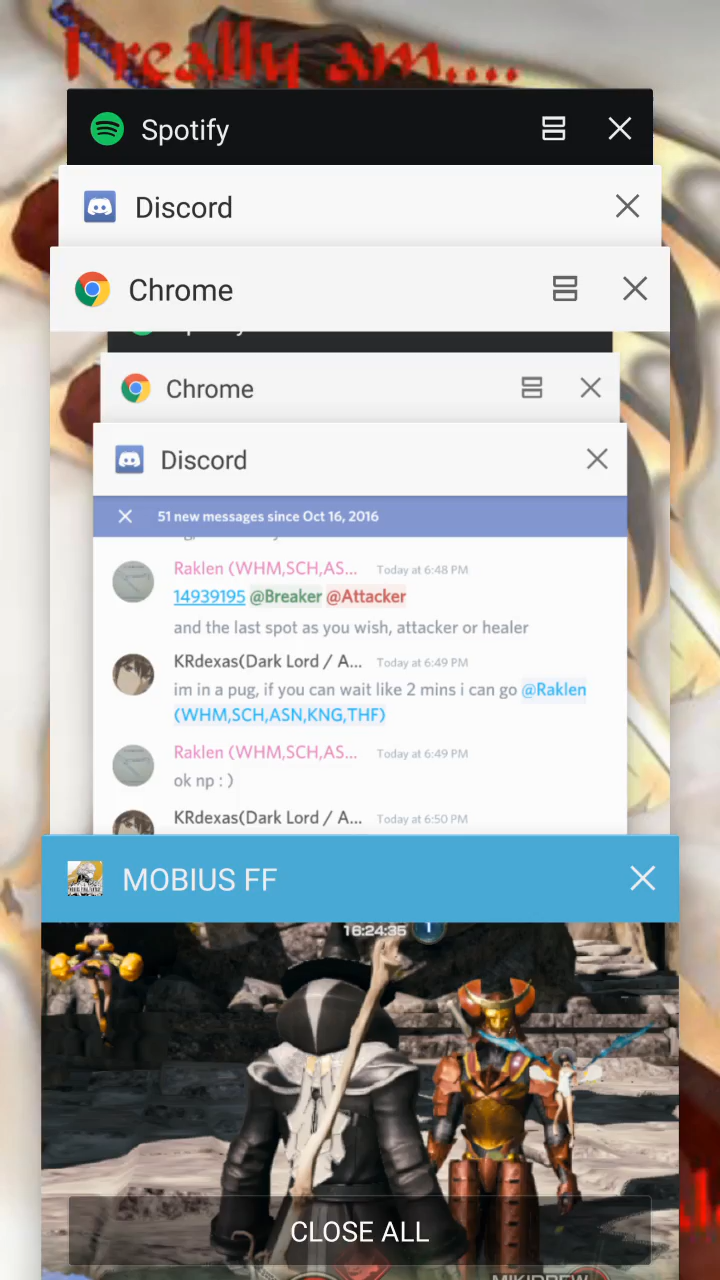 I really am....
Spotify
Discord
Chrome
Chrome
Discord
51 new messages since Oct 16, 2016
Raklen (WHM,SCH,AS... Today at 6:48 PM
14939195 @Breaker @Attacker
and the last spot as you wish, attacker or healer
KRdexas(Dark Lord / A... Today at 6:49 PM
im in a pug, if you can wait like 2 mins i can go @Raklen
(WHM,SCH,ASN,KNG,THF)
Raklen (WHM,SCH,AS... Today at 6:49 PM
ok np : )
KRdexas(Dark Lord / A... Today at 6:50 PM
MOBIUS FF
16:24:35 1
CLOSE ALL